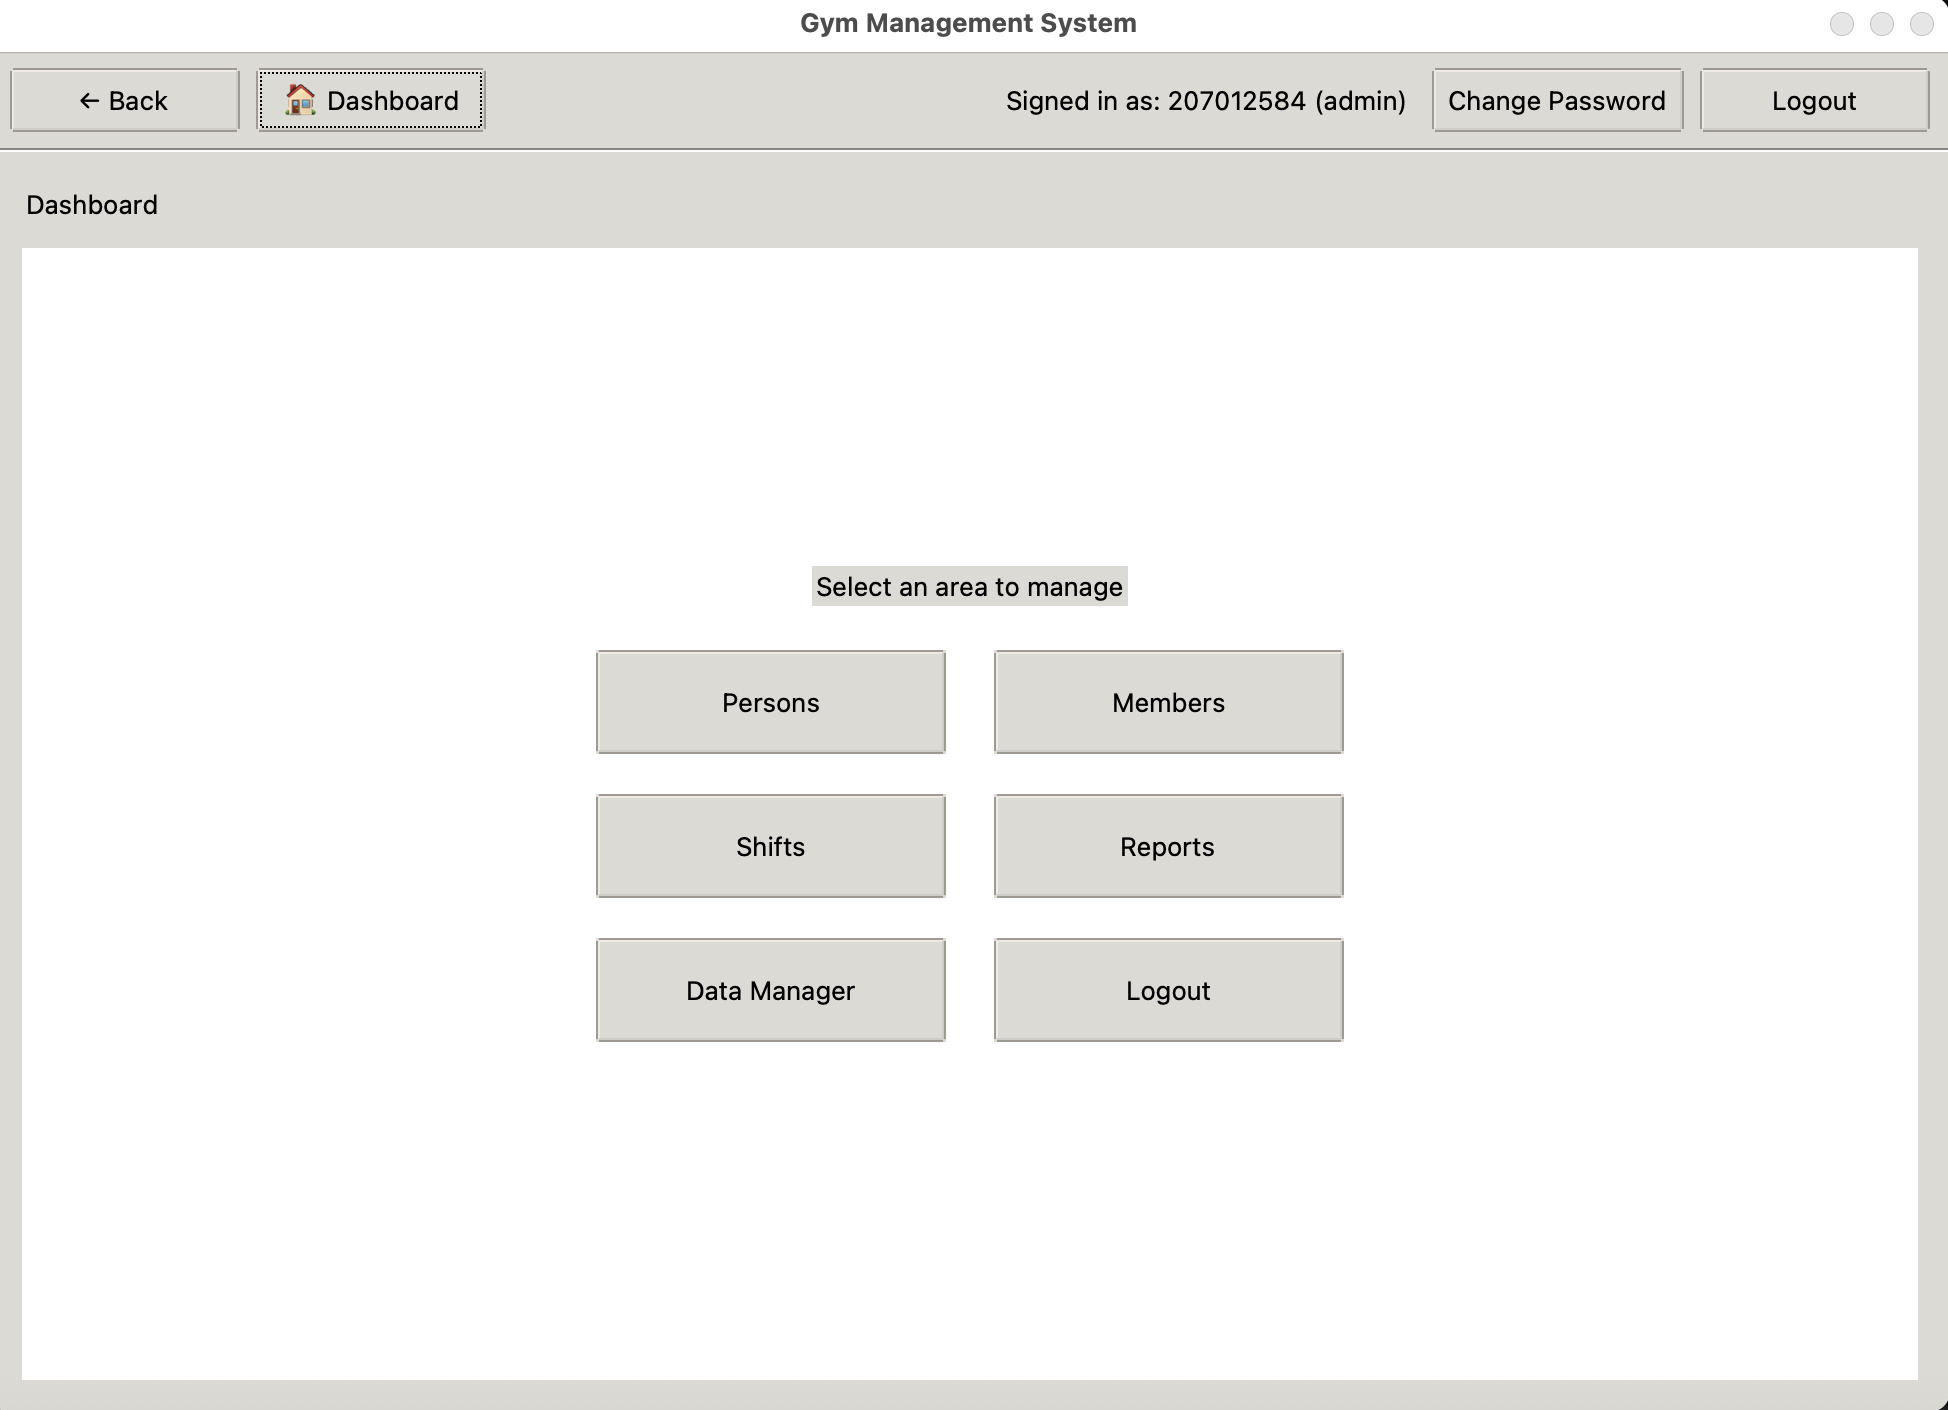 Gym Management System
← Back
🏠 Dashboard
Signed in as: 207012584 (admin)
Change Password
Logout
Dashboard
Select an area to manage
Persons
Members
Shifts
Reports
Data Manager
Logout